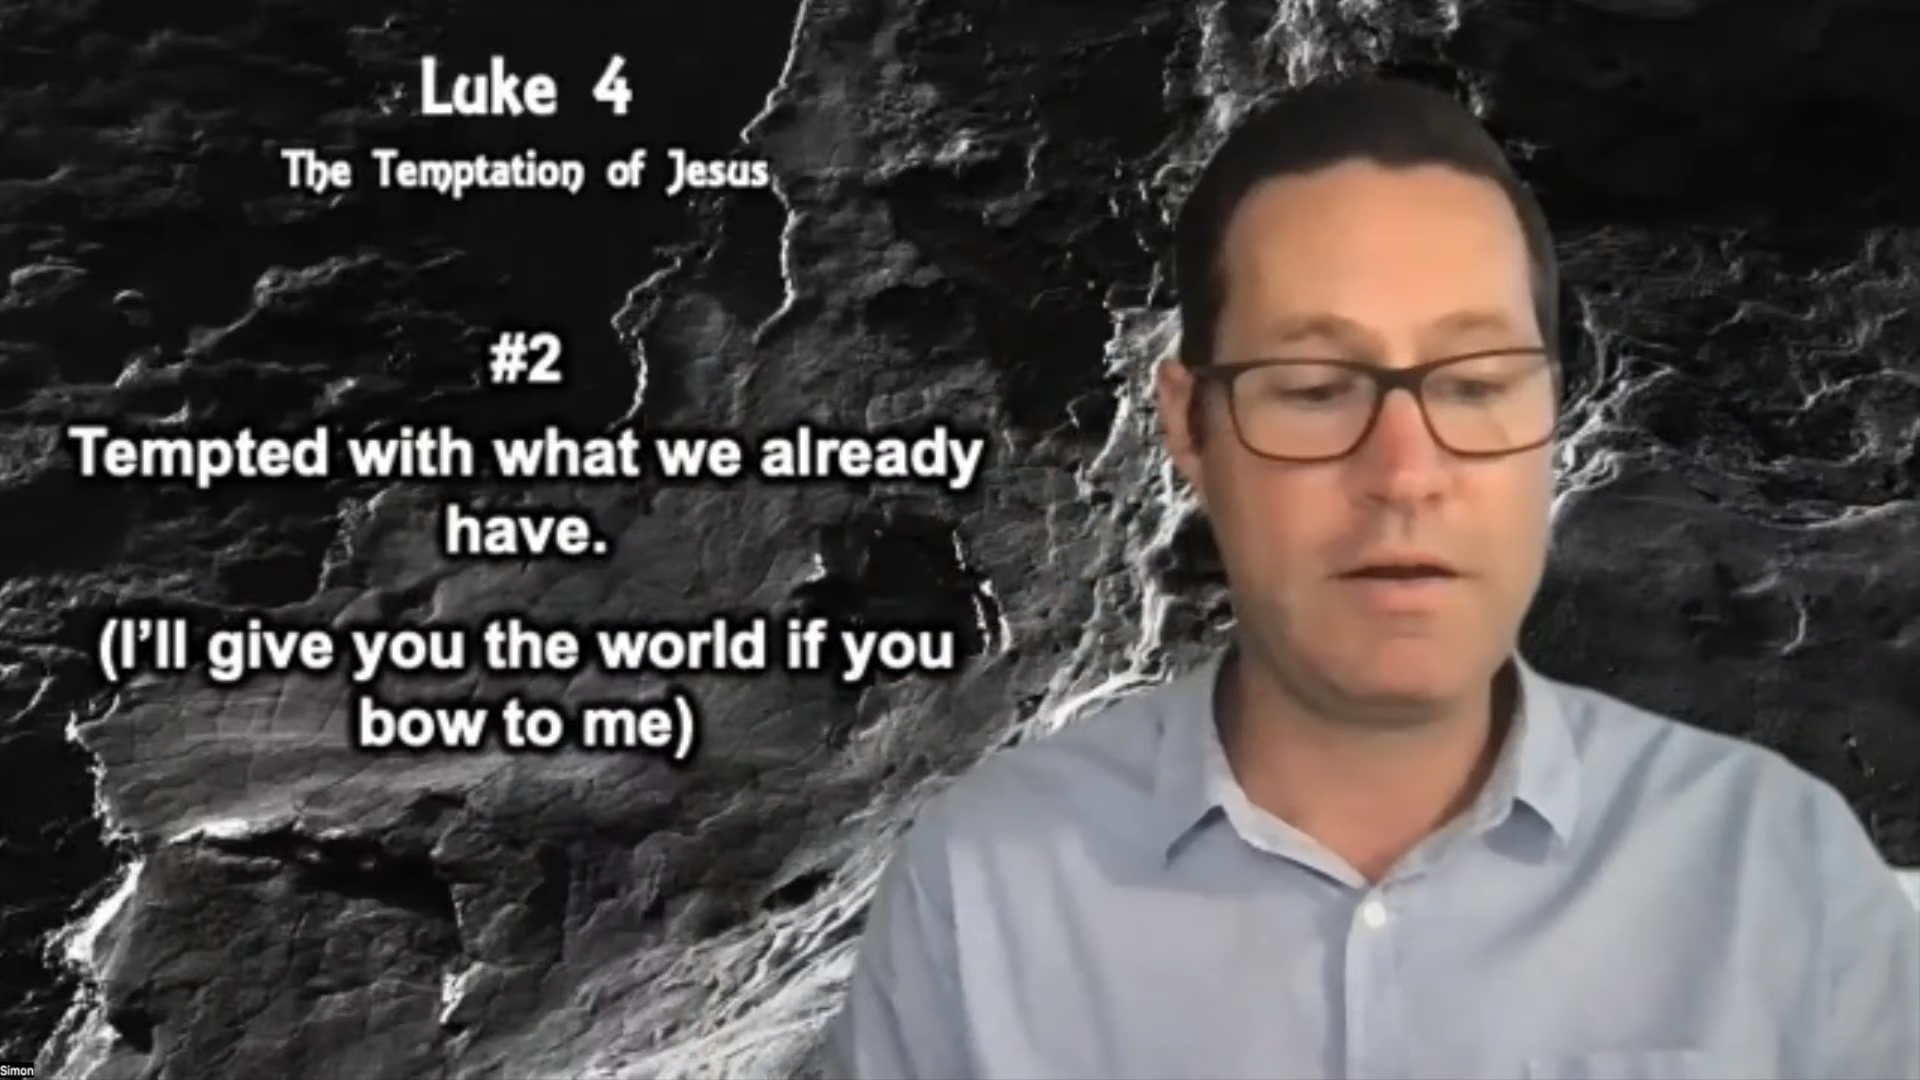 Luke 4
The Temptation of Jesus
#2
Tempted with what we already
have.
(I'll give you the world if you
bow to me)
Simon